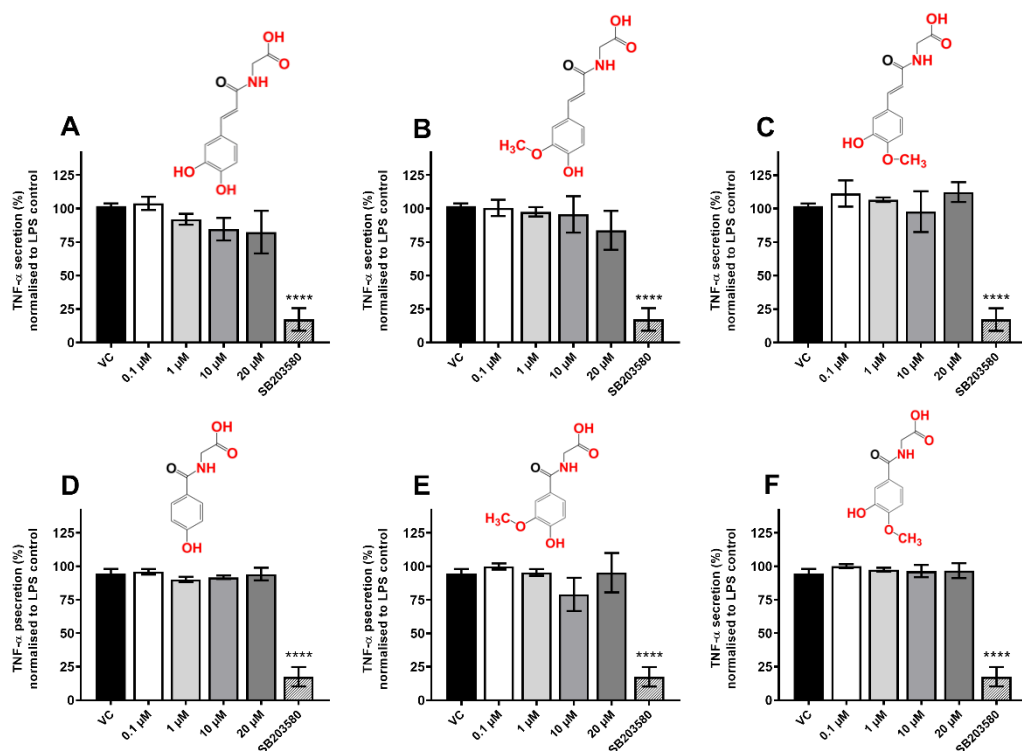 A
OH
O
NH
O
HO
OH
TNF-α secretion (%)
normalised to LPS control
125
100
75
50
25
0
****
VC
0.1 µM
1 µM
10 µM
20 µM
SB203580
B
OH
O
NH
O
H₃C
O
OH
TNF-α secretion (%)
normalised to LPS control
125
100
75
50
25
0
****
VC
0.1 µM
1 µM
10 µM
20 µM
SB203580
C
OH
O
NH
O
HO
O-CH₃
TNF-α secretion (%)
normalised to LPS control
125
100
75
50
25
0
****
VC
0.1 µM
1 µM
10 µM
20 µM
SB203580
D
OH
O
NH
O
OH
TNF-α psecretion (%)
normalised to LPS control
125
100
75
50
25
0
****
VC
0.1 µM
1 µM
10 µM
20 µM
SB203580
E
OH
O
NH
O
H₃C
O
OH
TNF-α psecretion (%)
normalised to LPS control
125
100
75
50
25
0
****
VC
0.1 µM
1 µM
10 µM
20 µM
SB203580
F
OH
O
NH
O
HO
O
CH₃
TNF-α secretion (%)
normalised to LPS control
125
100
75
50
25
0
****
VC
0.1 µM
1 µM
10 µM
20 µM
SB203580